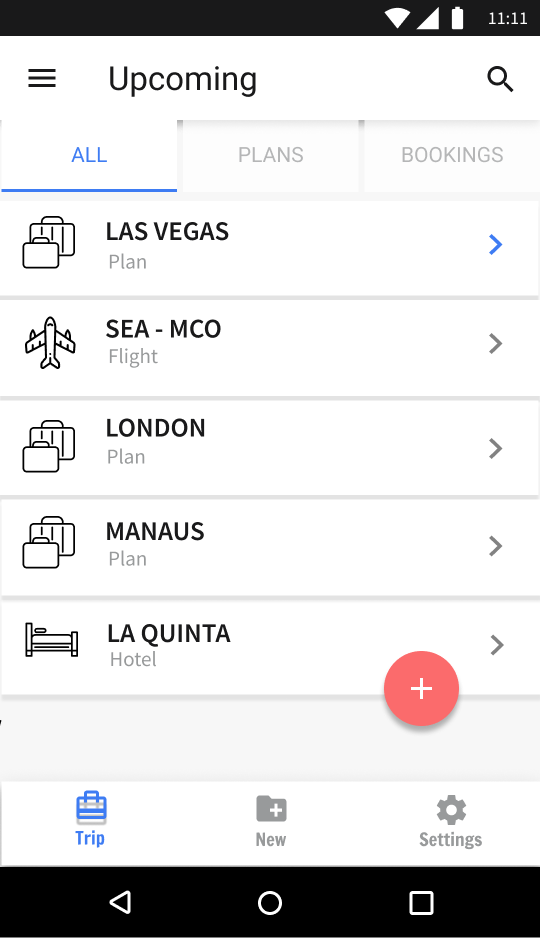 11:11
Upcoming
ALL PLANS BOOKINGS
LAS VEGAS
Plan
SEA - MCO
Flight
LONDON
Plan
MANAUS
Plan
LA QUINTA
Hotel
Trip New Settings